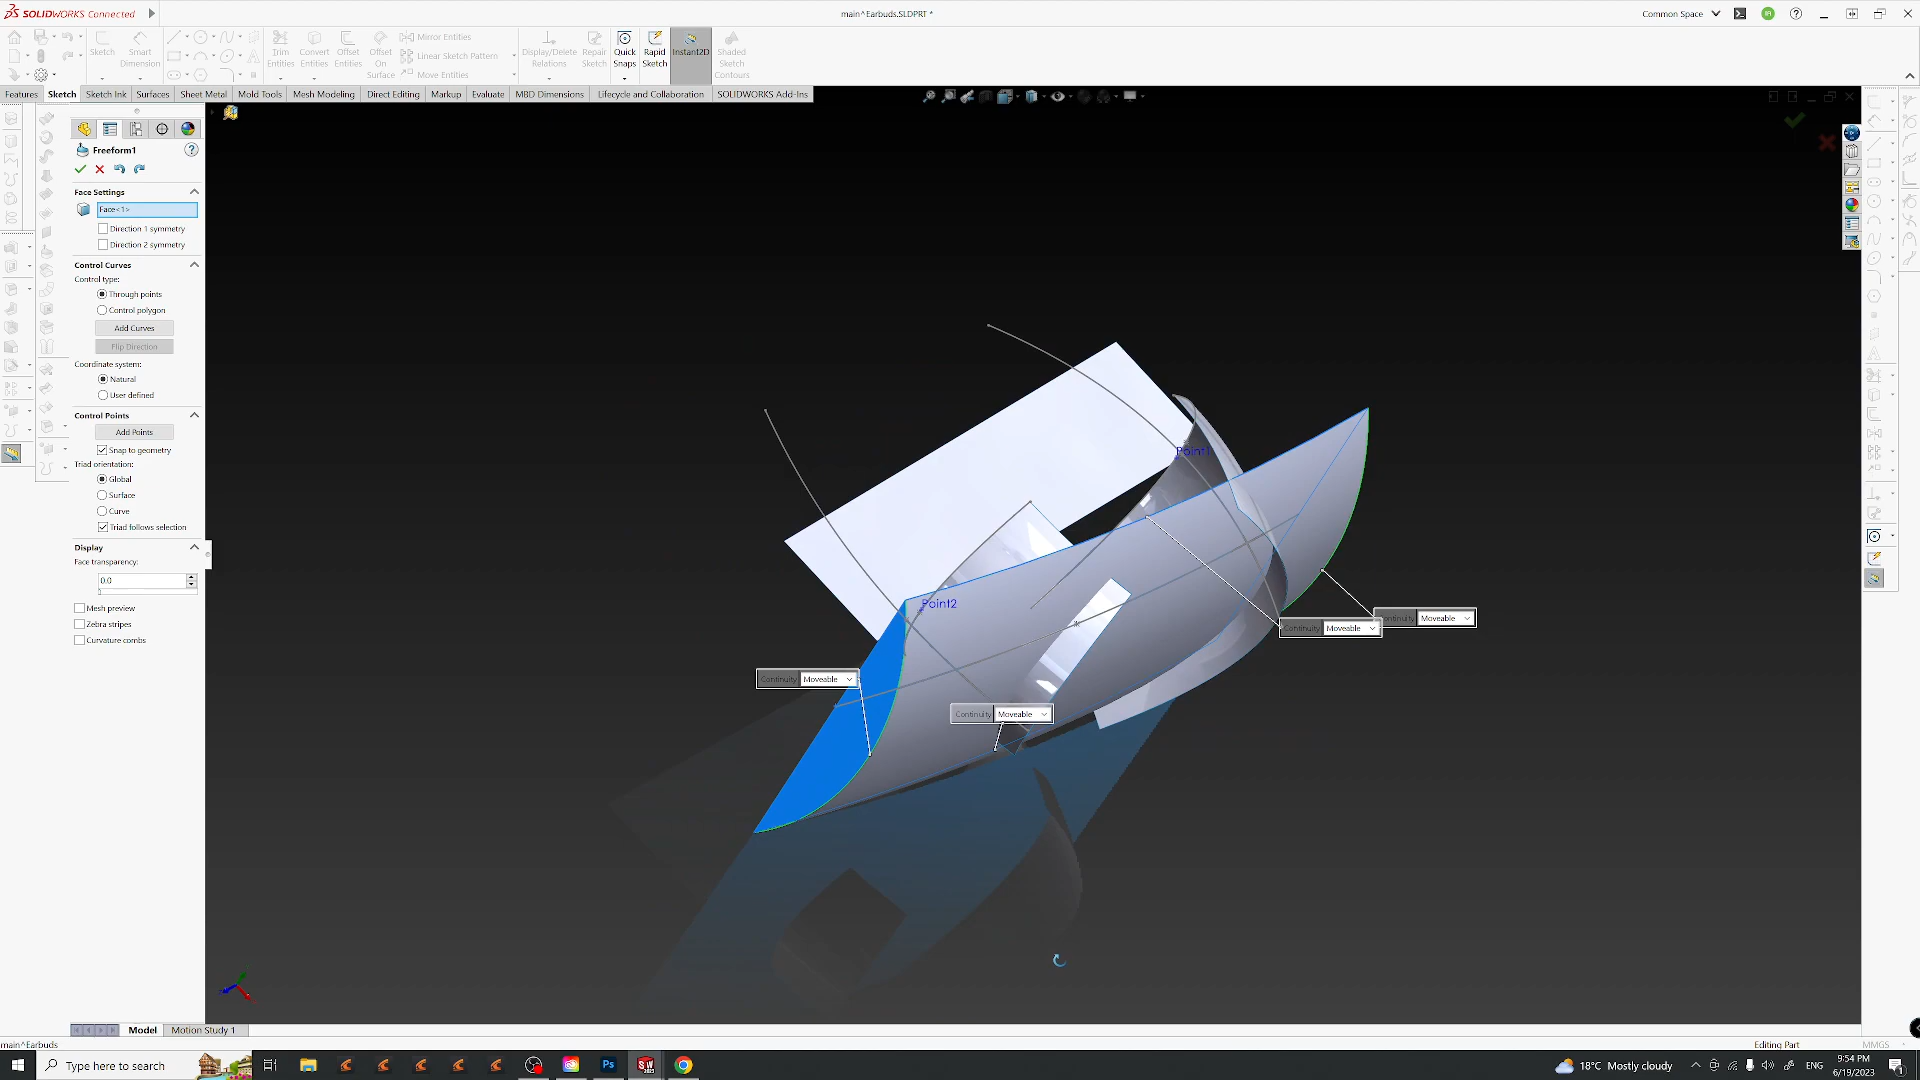 SOLIDWORKS Connected
main^Earbuds.SLDPRT *
Common Space
Sketch
Smart Dimension
Trim Entities
Convert Entities
Offset Entities
Offset On Surface
Mirror Entities
Linear Sketch Pattern
Move Entities
Display/Delete Relations
Repair Sketch
Quick Snaps
Rapid Sketch
Instant2D
Shaded Sketch Contours
Features
Sketch
Sketch Ink
Surfaces
Sheet Metal
Mold Tools
Mesh Modeling
Direct Editing
Markup
Evaluate
MBD Dimensions
Lifecycle and Collaboration
SOLIDWORKS Add-Ins
Freeform1
Face Settings
Face<1>
Direction 1 symmetry
Direction 2 symmetry
Control Curves
Control type:
Through points
Control polygon
Add Curves
Flip Direction
Coordinate system:
Natural
User defined
Control Points
Add Points
Snap to geometry
Triad orientation:
Global
Surface
Curve
Triad follows selection
Display
Face transparency:
0.0
Mesh preview
Zebra stripes
Curvature combs
Point1
Point2
Continuity Moveable
Continuity Moveable
Continuity Moveable
Continuity Moveable
Model
Motion Study 1
main^Earbuds
Editing Part
MMGS
Type here to search
Ps
SW
18°C Mostly cloudy
ENG
9:54 PM
6/19/2023